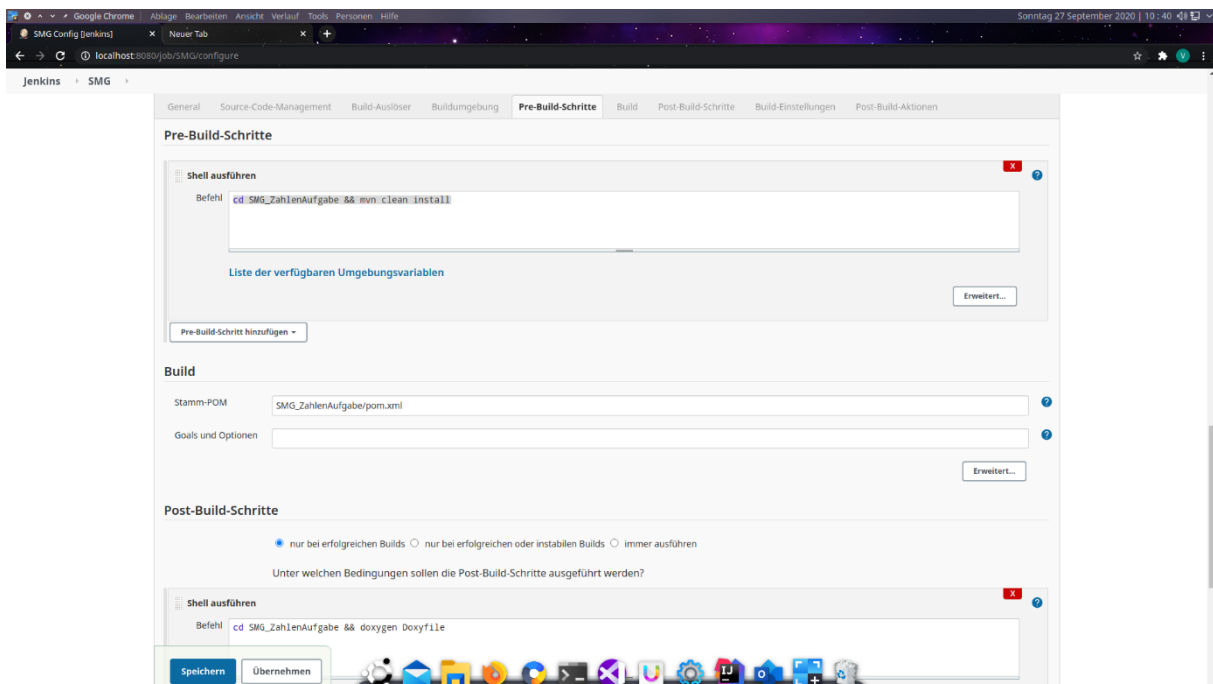 Google Chrome Ablage Bearbeiten Ansicht Verlauf Tools Personen Hilfe Sonntag 27 September 2020 | 10 : 40
SMG Config [Jenkins] x Neuer Tab x +
localhost:8080/job/SMG/configure V
Jenkins › SMG ›
General Source-Code-Management Build-Auslöser Buildumgebung Pre-Build-Schritte Build Post-Build-Schritte Build-Einstellungen Post-Build-Aktionen
Pre-Build-Schritte
X
Shell ausführen ?
Befehl cd SMG_ZahlenAufgabe && mvn clean install
Liste der verfügbaren Umgebungsvariablen
Erweitert...
Pre-Build-Schritt hinzufügen
Build
Stamm-POM SMG_ZahlenAufgabe/pom.xml ?
Goals und Optionen ?
Erweitert...
Post-Build-Schritte
nur bei erfolgreichen Builds nur bei erfolgreichen oder instabilen Builds immer ausführen
Unter welchen Bedingungen sollen die Post-Build-Schritte ausgeführt werden?
X
Shell ausführen ?
Befehl cd SMG_ZahlenAufgabe && doxygen Doxyfile
Speichern Übernehmen